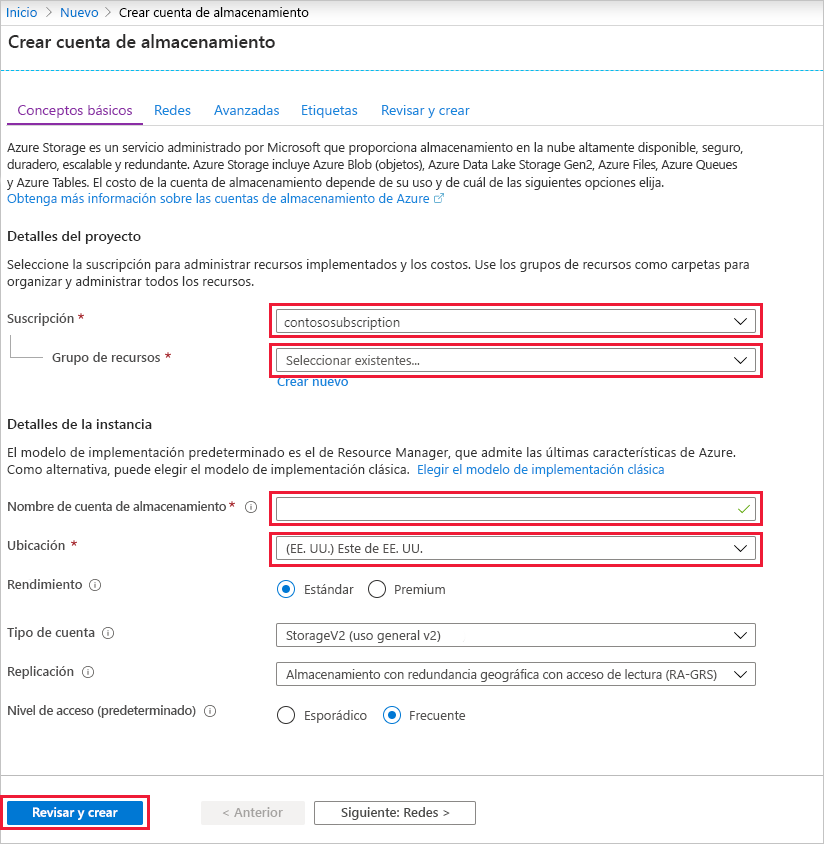 Inicio > Nuevo > Crear cuenta de almacenamiento
Crear cuenta de almacenamiento
Conceptos básicos Redes Avanzadas Etiquetas Revisar y crear
Azure Storage es un servicio administrado por Microsoft que proporciona almacenamiento en la nube altamente disponible, seguro,
duradero, escalable y redundante. Azure Storage incluye Azure Blob (objetos), Azure Data Lake Storage Gen2, Azure Files, Azure Queues
y Azure Tables. El costo de la cuenta de almacenamiento depende de su uso y de cuál de las siguientes opciones elija.
Obtenga más información sobre las cuentas de almacenamiento de Azure
Detalles del proyecto
Seleccione la suscripción para administrar recursos implementados y los costos. Use los grupos de recursos como carpetas para
organizar y administrar todos los recursos.
Suscripción * contososubscription
Grupo de recursos * Seleccionar existentes...
Crear nuevo
Detalles de la instancia
El modelo de implementación predeterminado es el de Resource Manager, que admite las últimas características de Azure.
Como alternativa, puede elegir el modelo de implementación clásica. Elegir el modelo de implementación clásica
Nombre de cuenta de almacenamiento *
Ubicación * (EE. UU.) Este de EE. UU.
Rendimiento Estándar Premium
Tipo de cuenta StorageV2 (uso general v2)
Replicación Almacenamiento con redundancia geográfica con acceso de lectura (RA-GRS)
Nivel de acceso (predeterminado) Esporádico Frecuente
Revisar y crear < Anterior Siguiente: Redes >